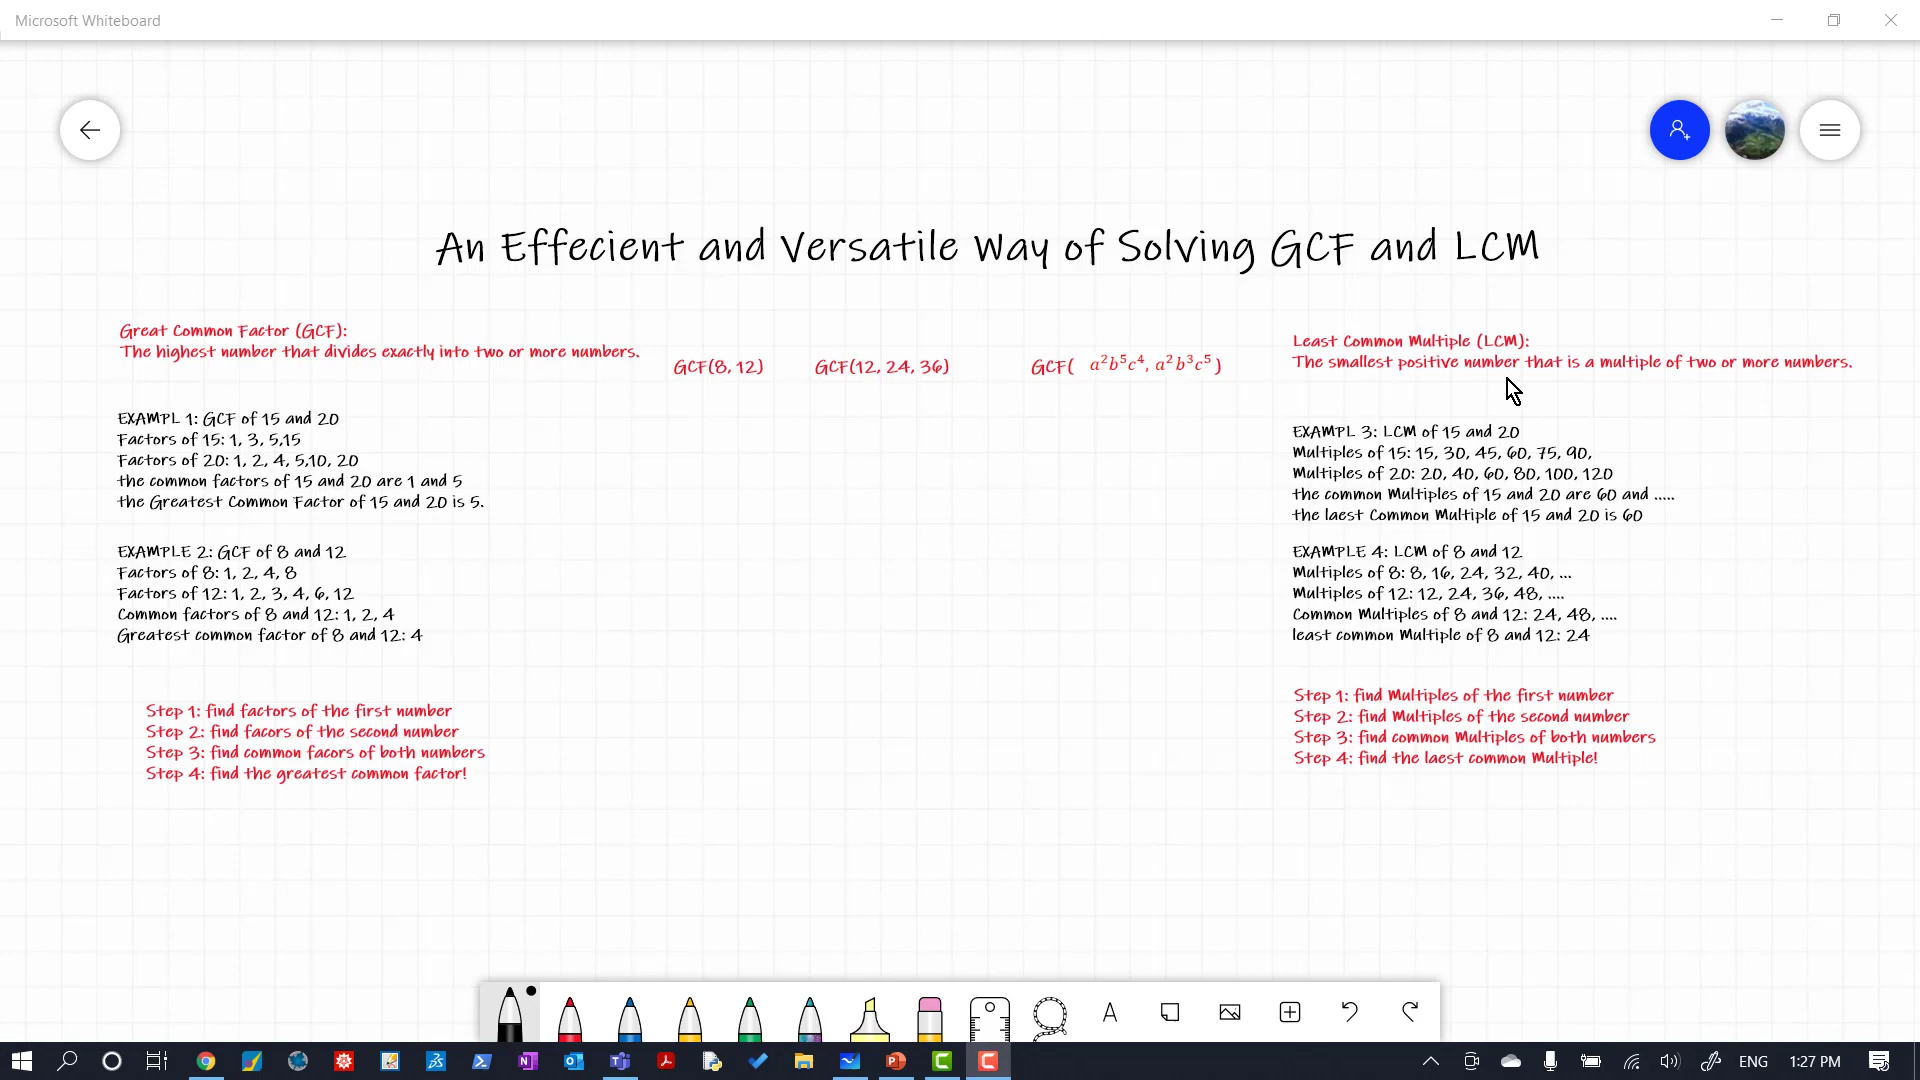 Microsoft Whiteboard
An Effecient and Versatile Way of Solving GCF and LCM
Great Common Factor (GCF):
The highest number that divides exactly into two or more numbers.
EXAMPL 1: GCF of 15 and 20
Factors of 15: 1, 3, 5,15
Factors of 20: 1, 2, 4, 5,10, 20
the common factors of 15 and 20 are 1 and 5
the Greatest Common Factor of 15 and 20 is 5.
EXAMPLE 2: GCF of 8 and 12
Factors of 8: 1, 2, 4, 8
Factors of 12: 1, 2, 3, 4, 6, 12
Common factors of 8 and 12: 1, 2, 4
Greatest common factor of 8 and 12: 4
Step 1: find factors of the first number
Step 2: find facors of the second number
Step 3: find common facors of both numbers
Step 4: find the greatest common factor!
GCF(8, 12)
GCF(12, 24, 36)
GCF( a²b⁵c⁴, a²b³c⁵ )
Least Common Multiple (LCM):
The smallest positive number that is a multiple of two or more numbers.
EXAMPL 3: LCM of 15 and 20
Multiples of 15: 15, 30, 45, 60, 75, 90,
Multiples of 20: 20, 40, 60, 80, 100, 120
the common Multiples of 15 and 20 are 60 and .....
the laest Common Multiple of 15 and 20 is 60
EXAMPLE 4: LCM of 8 and 12
Multiples of 8: 8, 16, 24, 32, 40, ...
Multiples of 12: 12, 24, 36, 48, ....
Common Multiples of 8 and 12: 24, 48, ....
least common Multiple of 8 and 12: 24
Step 1: find Multiples of the first number
Step 2: find Multiples of the second number
Step 3: find common Multiples of both numbers
Step 4: find the laest common Multiple!
ENG
1:27 PM